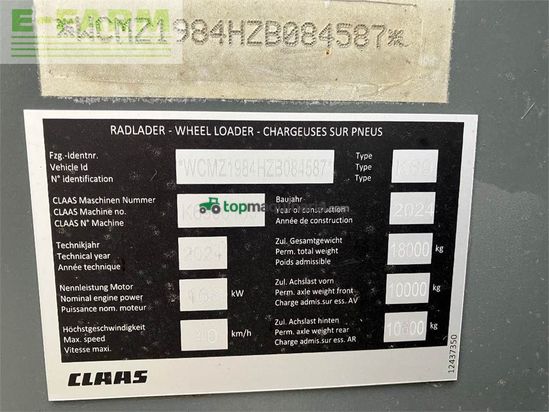 E-FARM
*WCMZ1984HZB084587*
RADLADER - WHEEL LOADER - CHARGEUSES SUR PNEUS
Fzg.-Identnr.
Vehicle Id
N° identification
*WCMZ1984HZB084587*
Type
Type
Type
CLAAS Maschinen Nummer
CLAAS Machine no.
CLAAS N° Machine
Baujahr
Year of construction
Année de construction
2024
topmac
Technikjahr
Technical year
Année technique
2024
Zul. Gesamtgewicht
Perm. total weight
Poids admissible
18000 kg
Nennleistung Motor
Nominal engine power
Puissance nom. moteur
kW
Zul. Achslast vorn
Perm. axle weight front
Charge admis. ess. AV
10000 kg
Höchstgeschwindigkeit
Max. speed
Vitesse maxi.
km/h
Zul. Achslast hinten
Perm. axle weight rear
Charge admis. ess. AR
kg
CLAAS
12437350